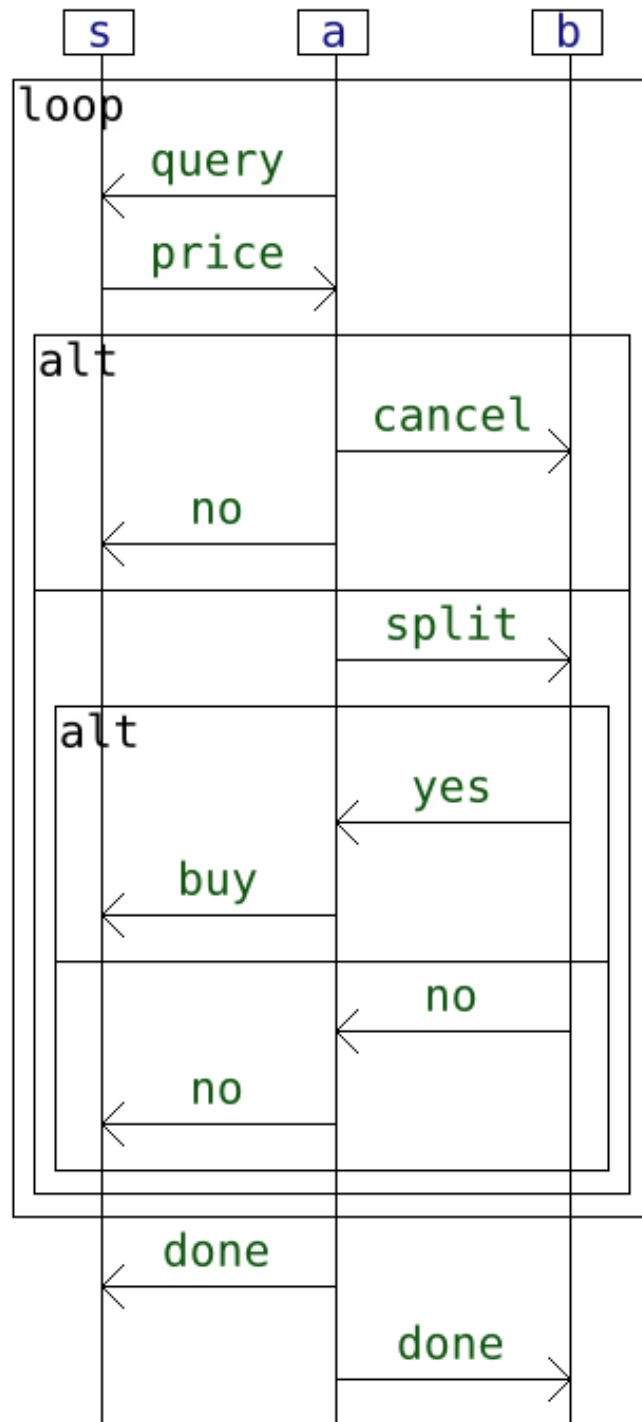 s a b
loop
query
price
alt
cancel
no
split
alt
yes
buy
no
no
done
done